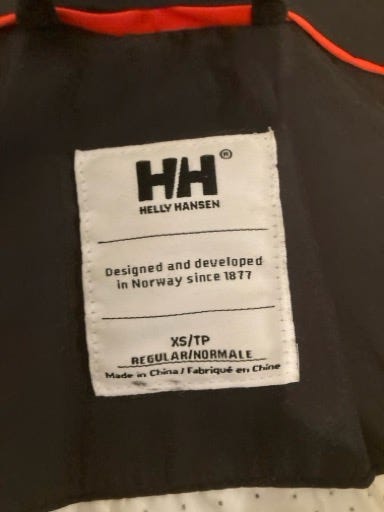 HH®
HELLY HANSEN
Designed and developed
in Norway since 1877
XS/TP
REGULAR/NORMALE
Made in China / Fabriqué en Chine